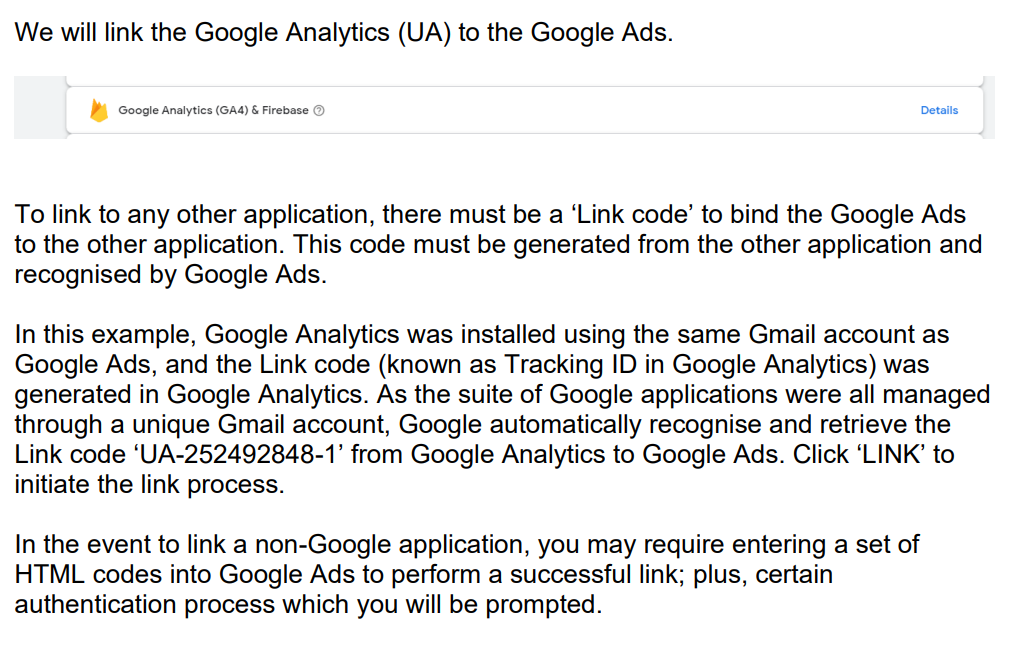 We will link the Google Analytics (UA) to the Google Ads.
Google Analytics (GA4) & Firebase
Details
To link to any other application, there must be a ‘Link code’ to bind the Google Ads
to the other application. This code must be generated from the other application and
recognised by Google Ads.
In this example, Google Analytics was installed using the same Gmail account as
Google Ads, and the Link code (known as Tracking ID in Google Analytics) was
generated in Google Analytics. As the suite of Google applications were all managed
through a unique Gmail account, Google automatically recognise and retrieve the
Link code ‘UA-252492848-1’ from Google Analytics to Google Ads. Click ‘LINK’ to
initiate the link process.
In the event to link a non-Google application, you may require entering a set of
HTML codes into Google Ads to perform a successful link; plus, certain
authentication process which you will be prompted.